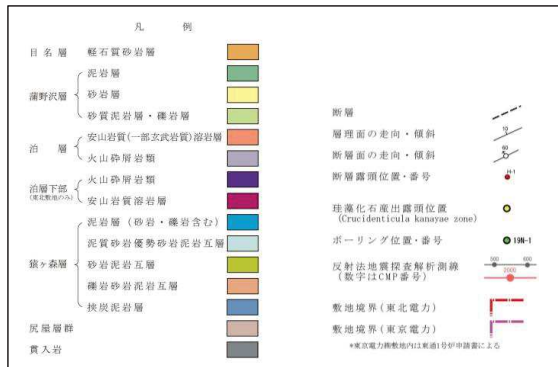 凡　例
目名層　軽石質砂岩層
蒲野沢層　泥岩層
砂岩層
砂質泥岩層・礫岩層
泊　層　安山岩質(一部玄武岩質)溶岩層
火山砕屑岩類
泊層下部　火山砕屑岩類
(東北敷地のみ)
安山岩質溶岩層
猿ヶ森層　泥岩層（砂岩・礫岩含む）
泥質砂岩優勢砂岩泥岩互層
砂岩泥岩互層
礫岩砂岩泥岩互層
挟炭泥岩層
尻屋層群
貫入岩
断層
層理面の走向・傾斜　10
断層面の走向・傾斜　60
断層露頭位置・番号
珪藻化石産出露頭位置
(Crucidenticula kanayae zone)
ボーリング位置・番号　19N-1
反射法地震探査解析測線
(数字はCMP番号)　2000
敷地境界（東北電力）
敷地境界（東京電力）
*東京電力㈱敷地内は東通1号炉申請書による